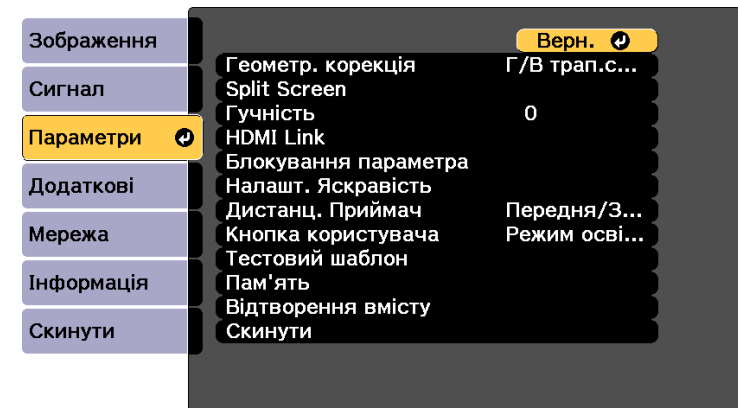 Зображення
Сигнал
Параметри
Додаткові
Мережа
Інформація
Скинути
Верн.
Геометр. корекція Г/В трап.с...
Split Screen
Гучність 0
HDMI Link
Блокування параметра
Налашт. Яскравість
Дистанц. Приймач Передня/З...
Кнопка користувача Режим осві...
Тестовий шаблон
Пам'ять
Відтворення вмісту
Скинути